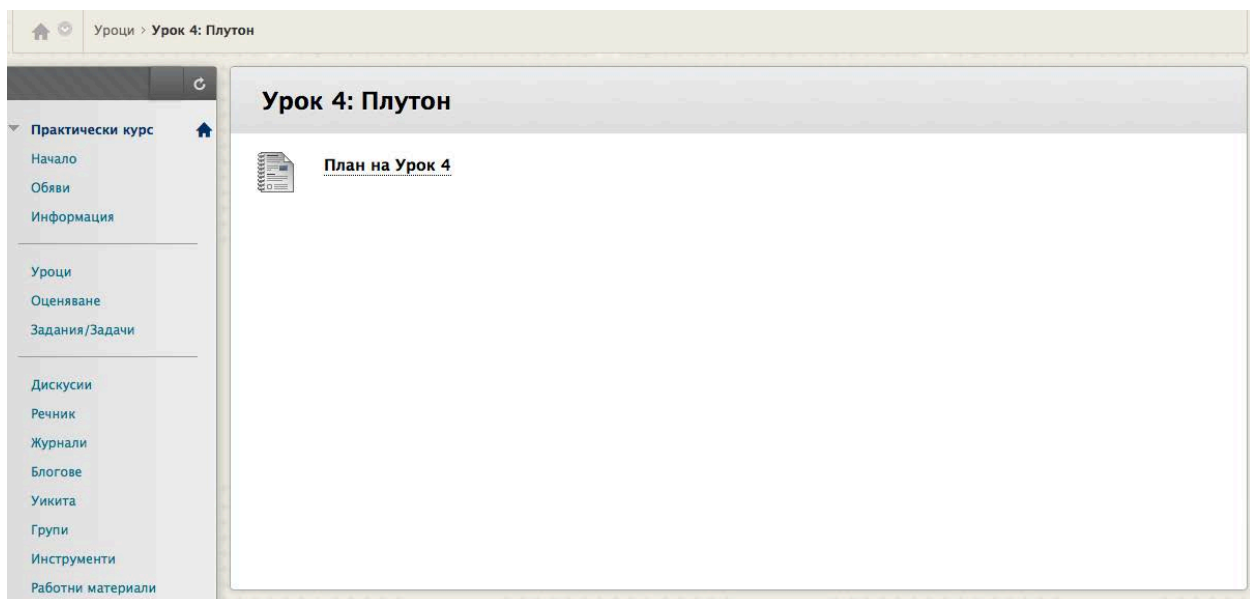 Уроци > Урок 4: Плутон
Практически курс
Начало
Обяви
Информация
Уроци
Оценяване
Задания/Задачи
Дискусии
Речник
Журнали
Блогове
Уикита
Групи
Инструменти
Работни материали
Урок 4: Плутон
План на Урок 4